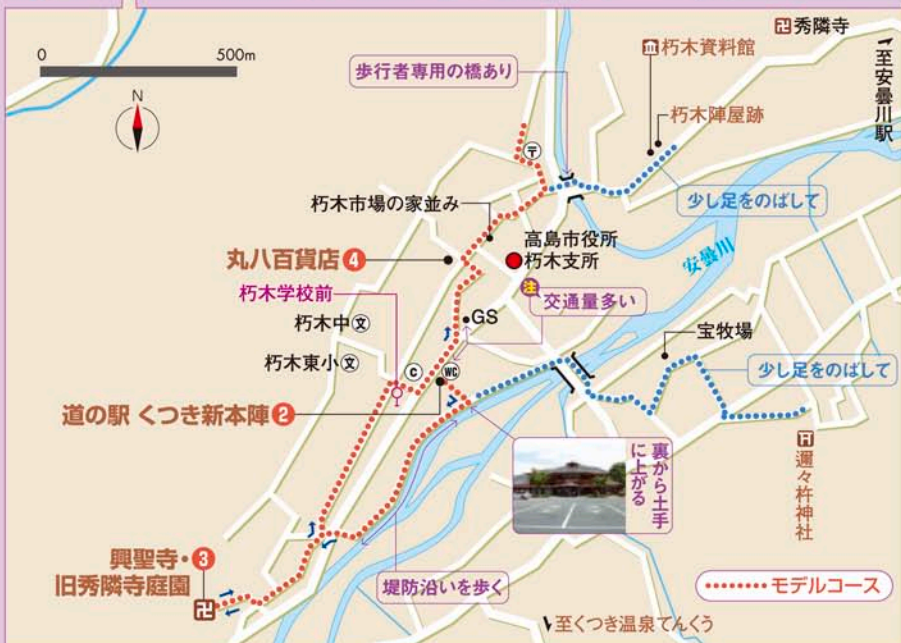 0
500m
N
歩行者専用の橋あり
卍秀隣寺
朽木資料館
朽木陣屋跡
至安曇川駅
〒
少し足をのばして
朽木市場の家並み
高島市役所
朽木支所
安曇川
丸八百貨店4
朽木学校前
注
交通量多い
GS
朽木中文
宝牧場
朽木東小文
C
WC
少し足をのばして
道の駅 くつき新本陣2
裏から土手
に上がる
邇々杵神社
興聖寺・3
旧秀隣寺庭園
卍
堤防沿いを歩く
モデルコース
至くつき温泉てんくう